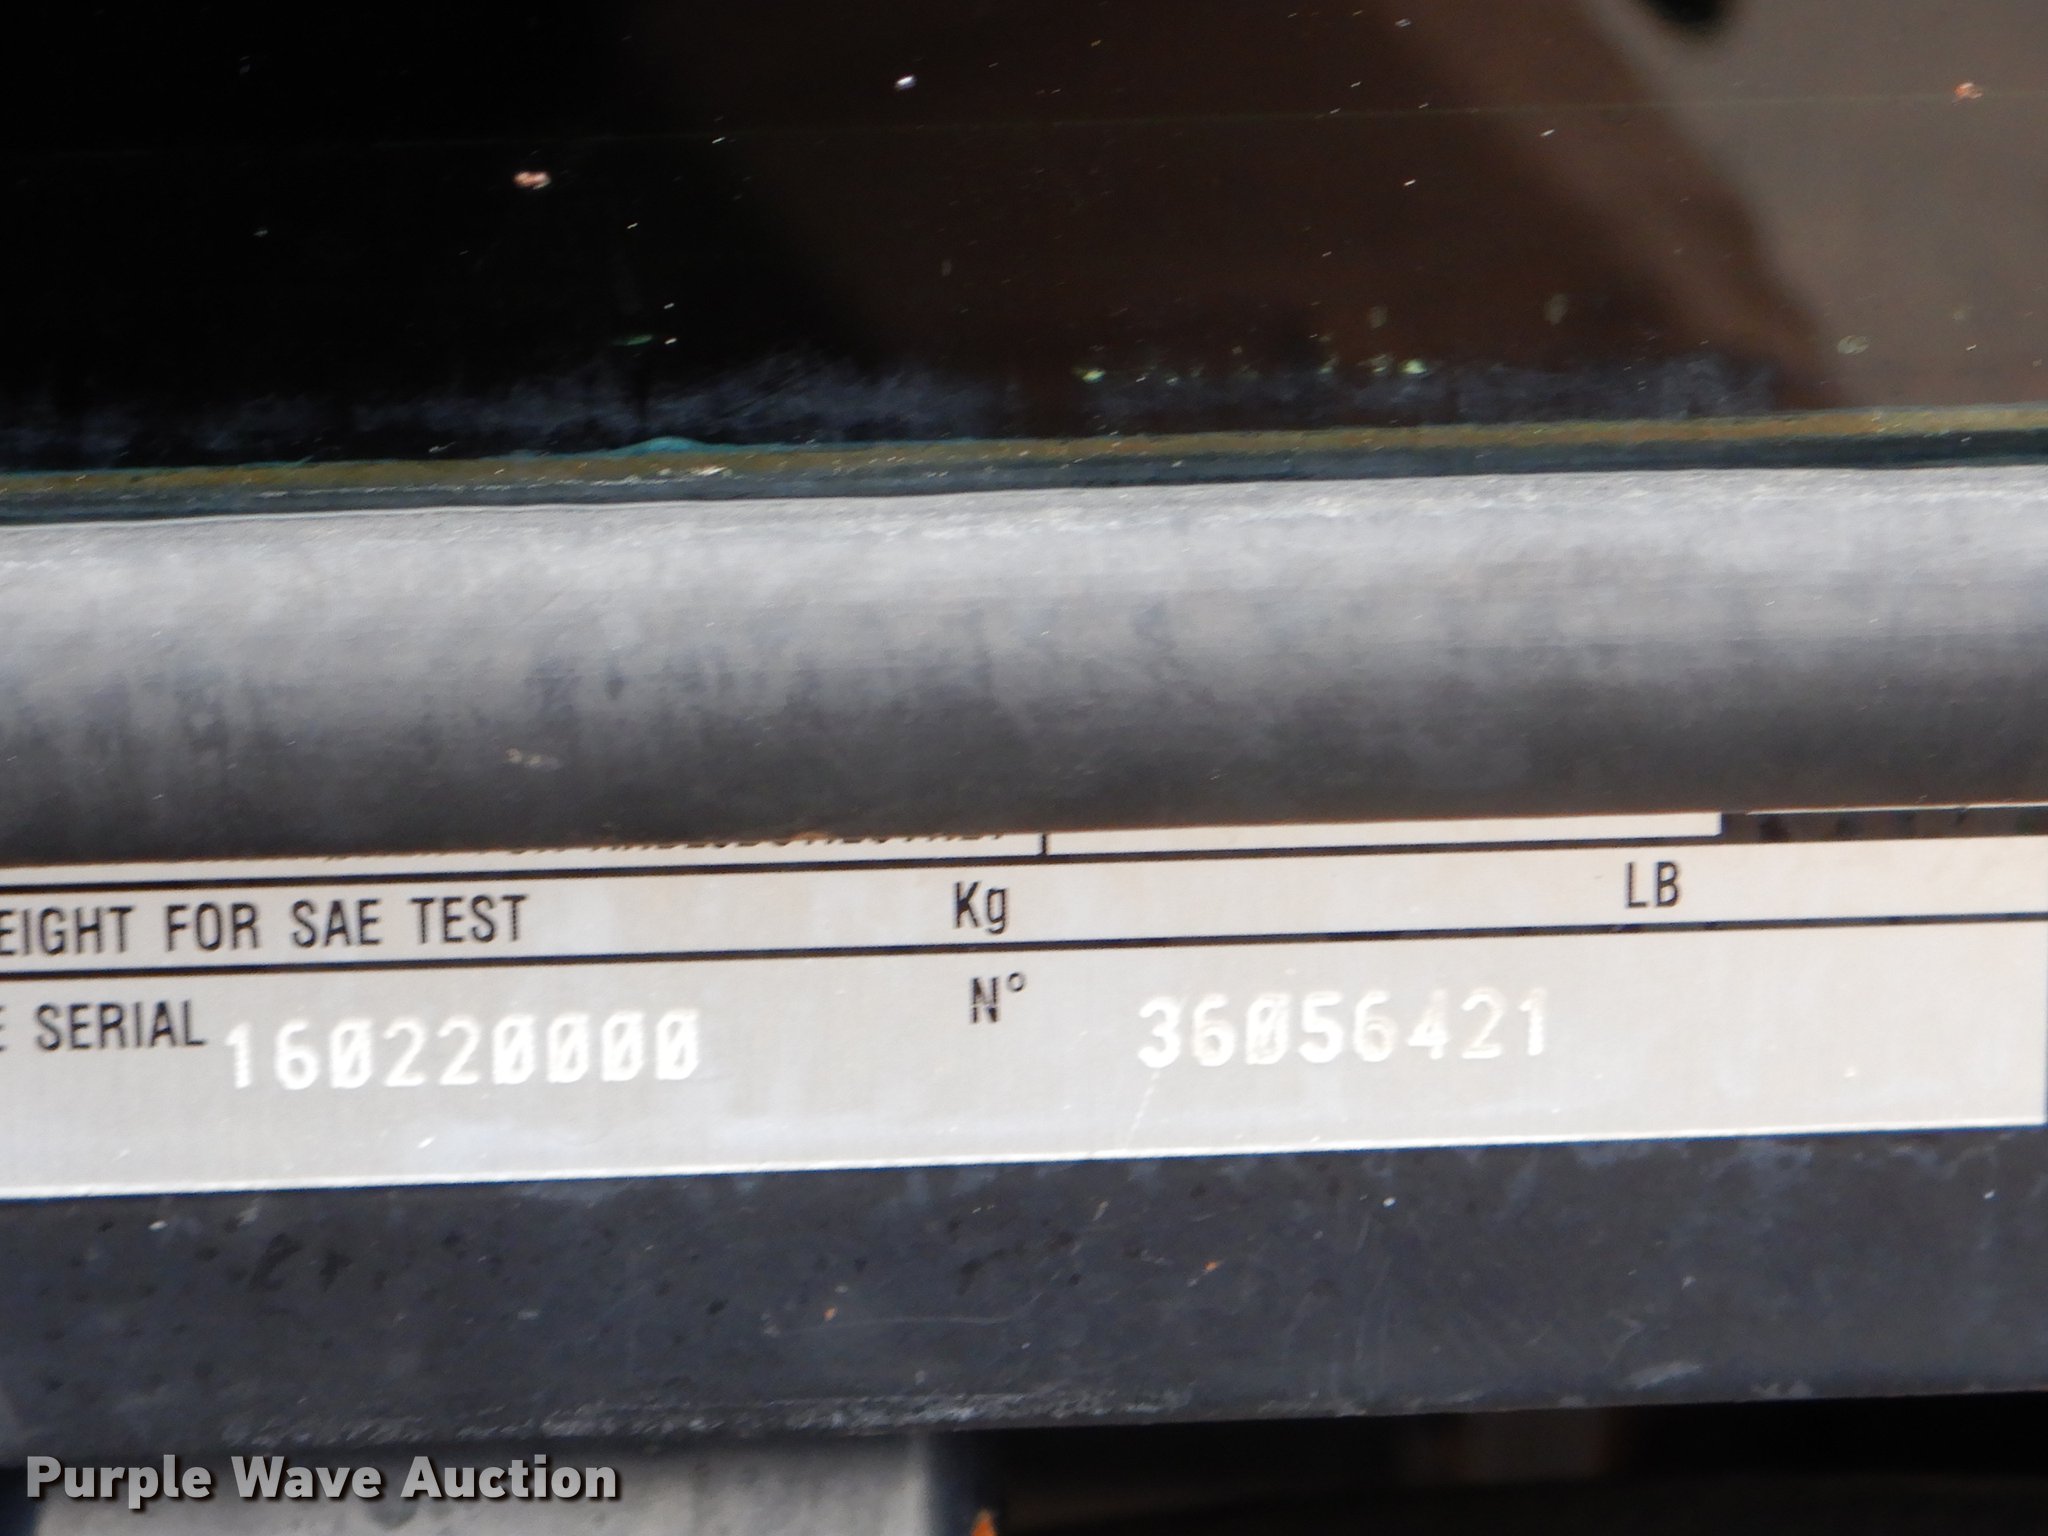 EIGHT FOR SAE TEST Kg LB
E SERIAL 160220000 N° 36056421
Purple Wave Auction